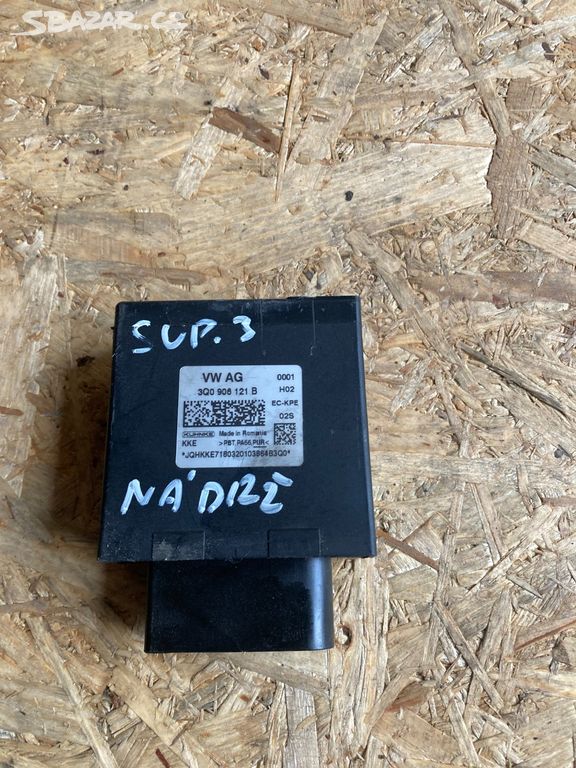 SBAZAR.CZ
SUP. 3
VW AG 0001
3Q0 906 121 B H02
EC-KPE
02S
KUHNKE Made in Romania
KKE >PBT,PA66,PUR<
*JQHKKE7180320103864B3Q0*
NÁDRŽ